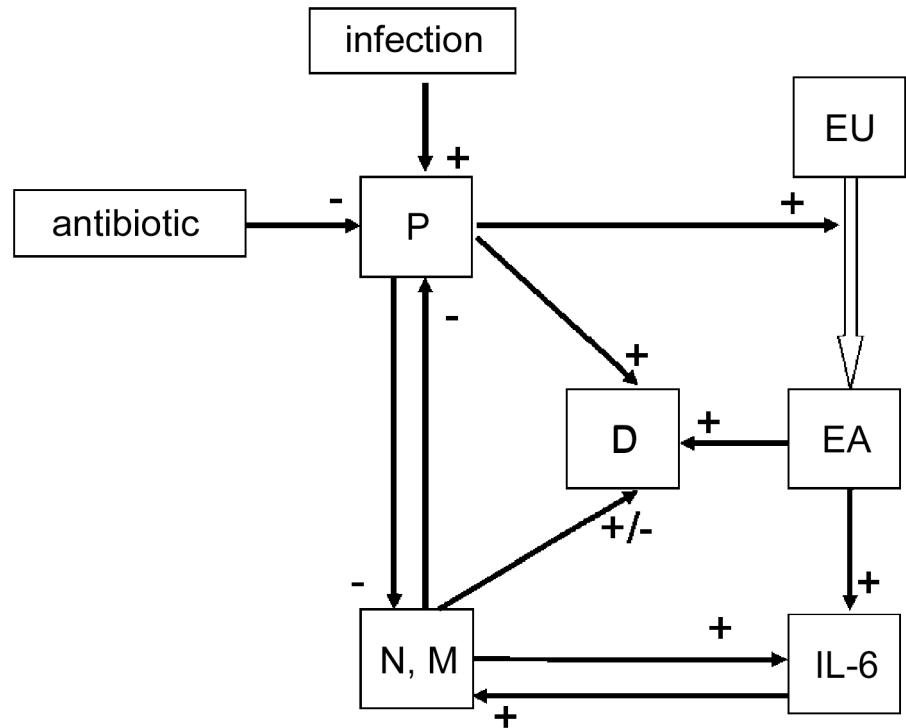 infection
EU
+
-
+
antibiotic
P
-
+
+
D
EA
+/-
-
+
+
N, M
IL-6
+